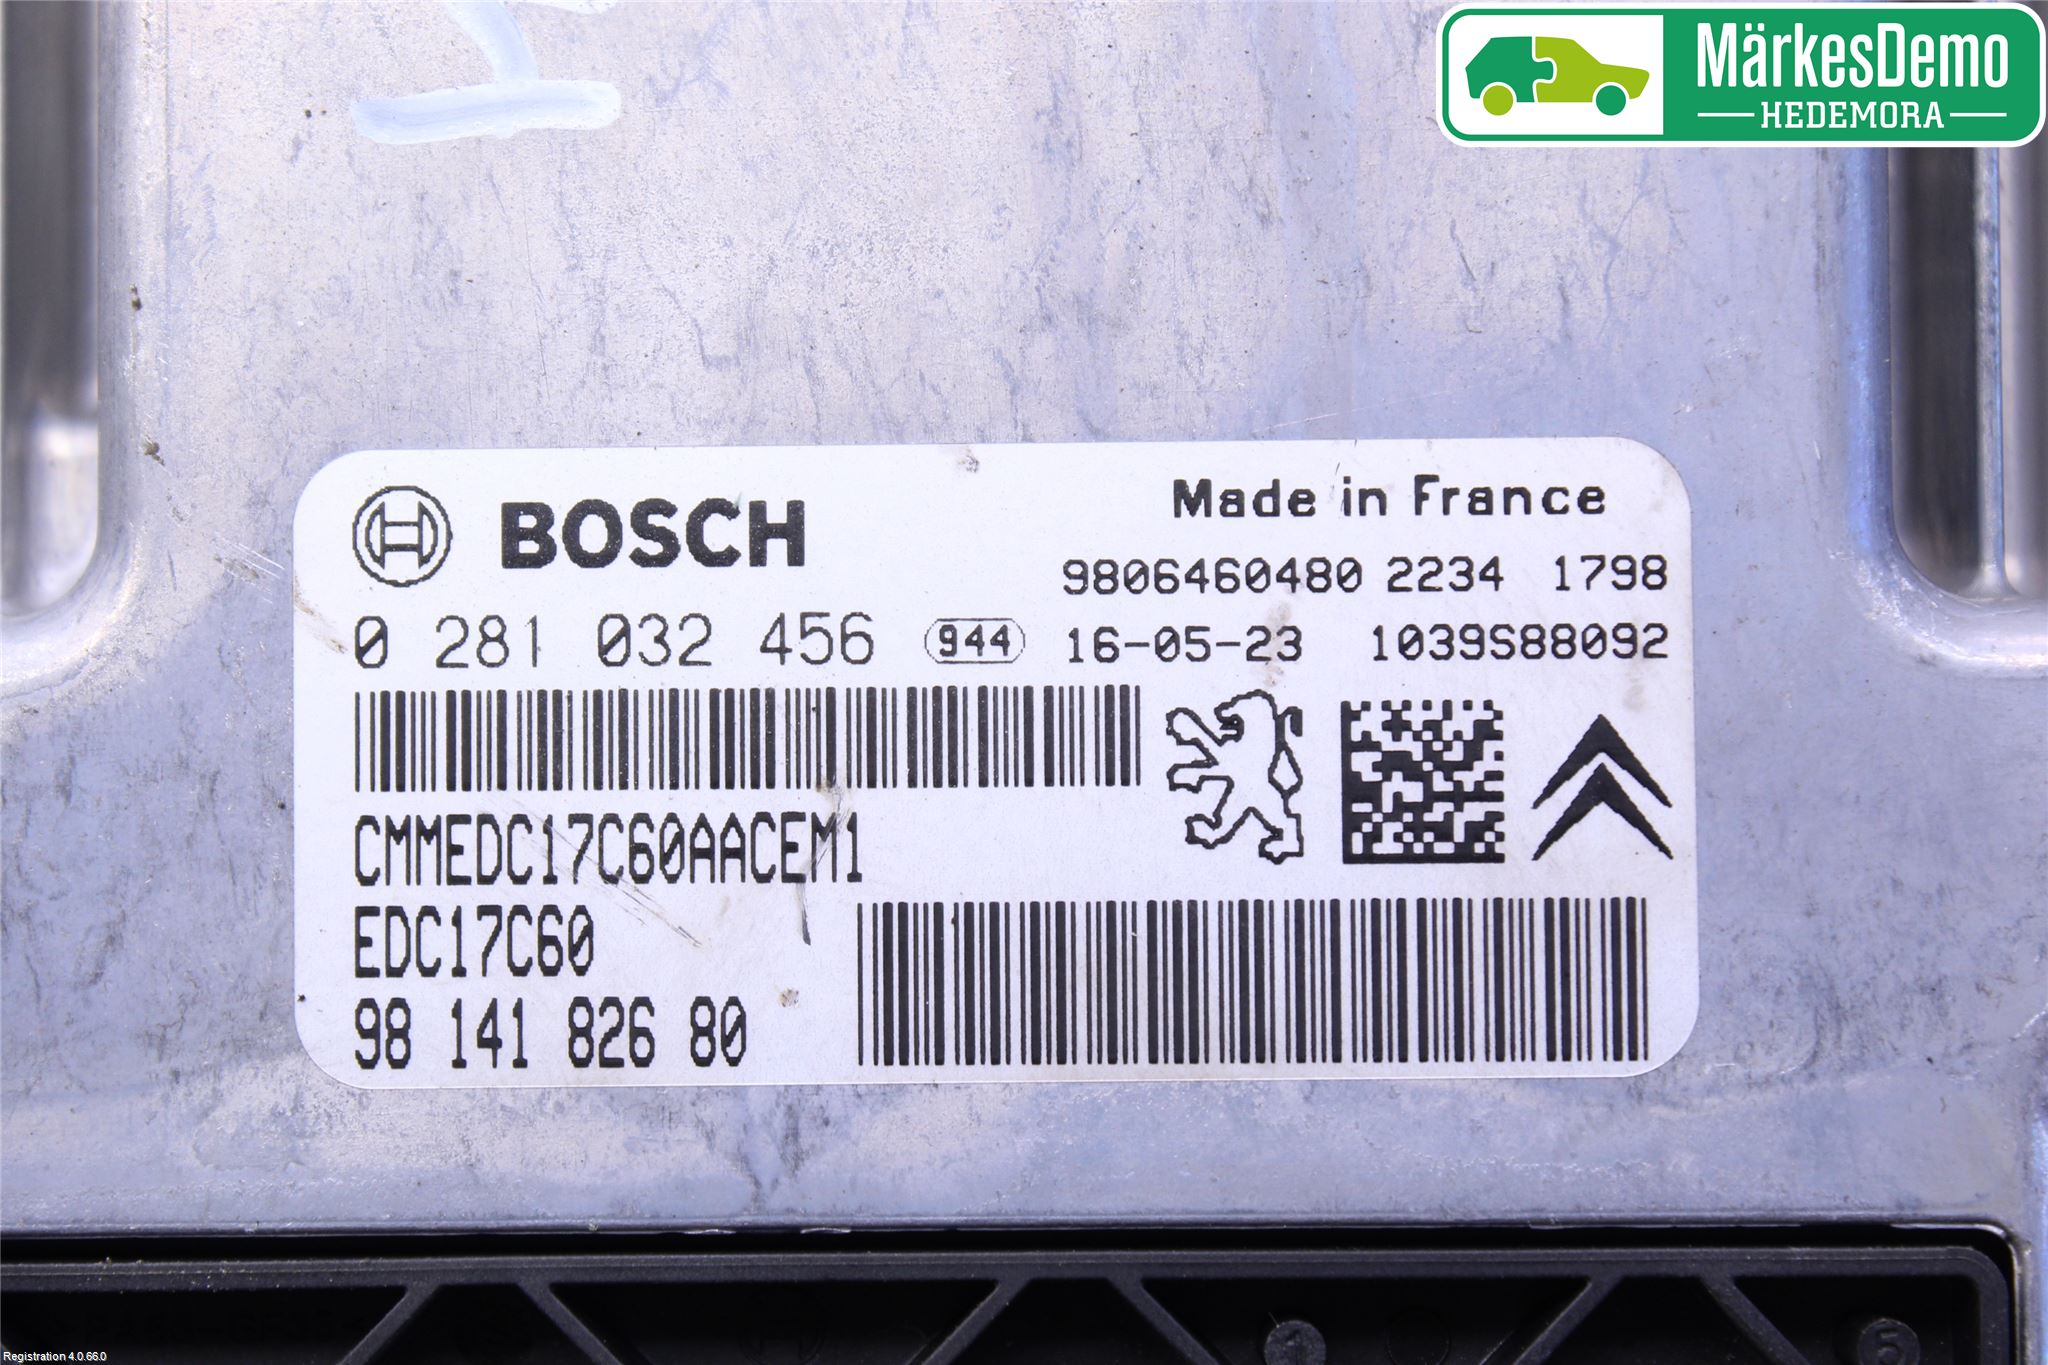 MärkesDemo
HEDEMORA
BOSCH
Made in France
9806460480 2234 1798
0 281 032 456 944 16-05-23 1039S88092
CMMEDC17C60AACEM1
EDC17C60
98 141 826 80
Registration 4.0.66.0